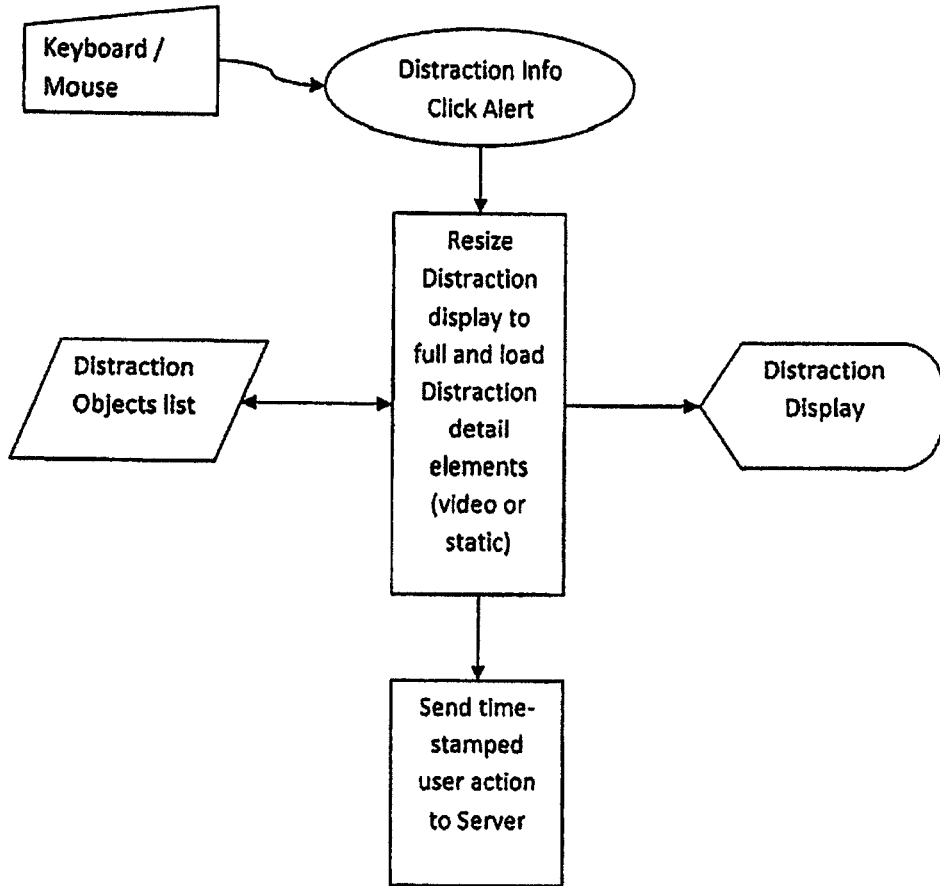 Keyboard /
Mouse
Distraction Info
Click Alert
Resize
Distraction
display to
full and load
Distraction
detail
elements
(video or
static)
Distraction
Objects list
Distraction
Display
Send time-
stamped
user action
to Server